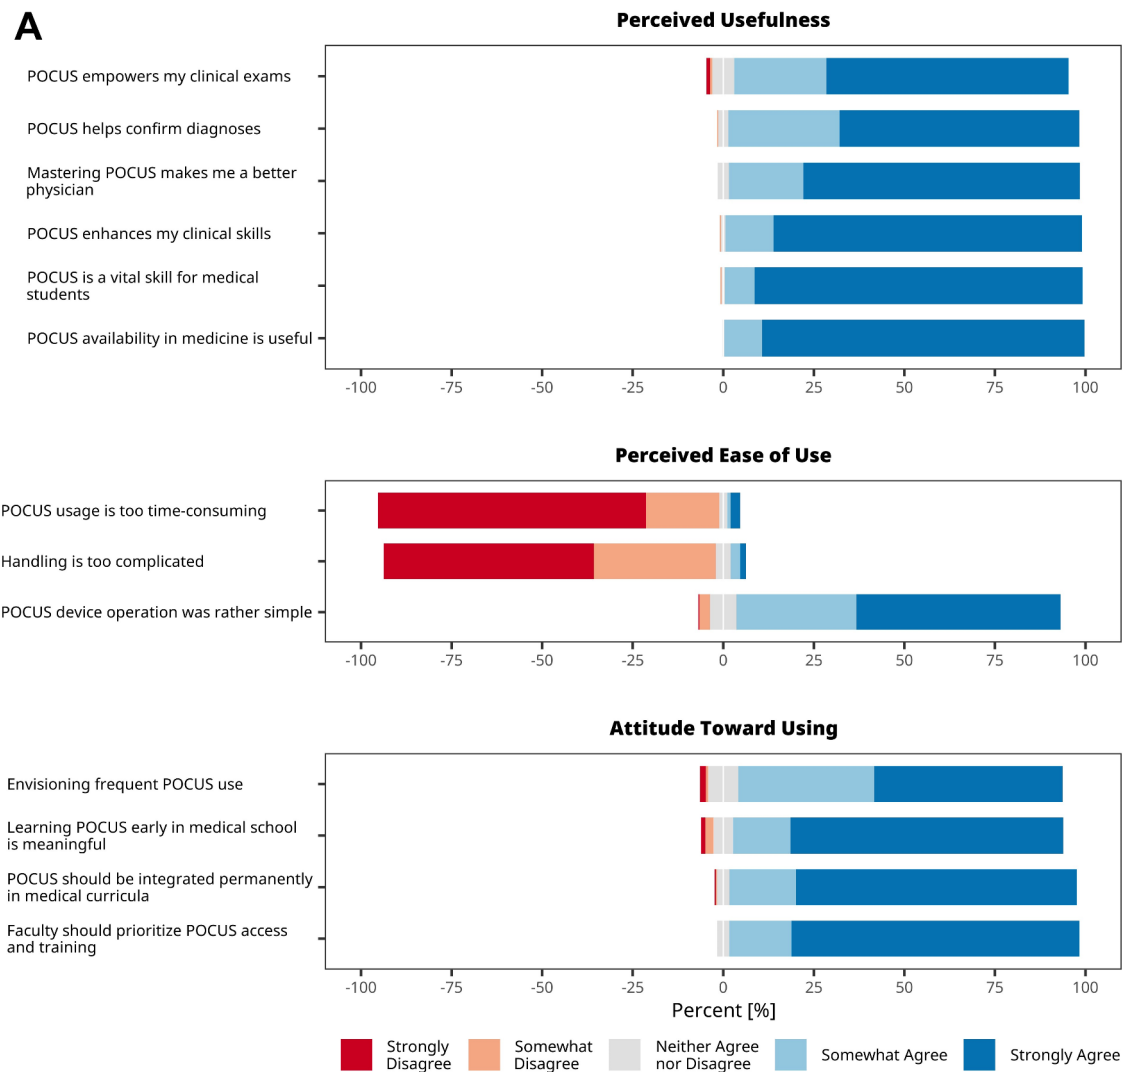 A
Perceived Usefulness
POCUS empowers my clinical exams
POCUS helps confirm diagnoses
Mastering POCUS makes me a better
physician
POCUS enhances my clinical skills
POCUS is a vital skill for medical
students
POCUS availability in medicine is useful
-100 -75 -50 -25 0 25 50 75 100
Perceived Ease of Use
POCUS usage is too time-consuming
Handling is too complicated
POCUS device operation was rather simple
-100 -75 -50 -25 0 25 50 75 100
Attitude Toward Using
Envisioning frequent POCUS use
Learning POCUS early in medical school
is meaningful
POCUS should be integrated permanently
in medical curricula
Faculty should prioritize POCUS access
and training
-100 -75 -50 -25 0 25 50 75 100
Percent [%]
Strongly
Disagree
Somewhat
Disagree
Neither Agree
nor Disagree
Somewhat Agree
Strongly Agree